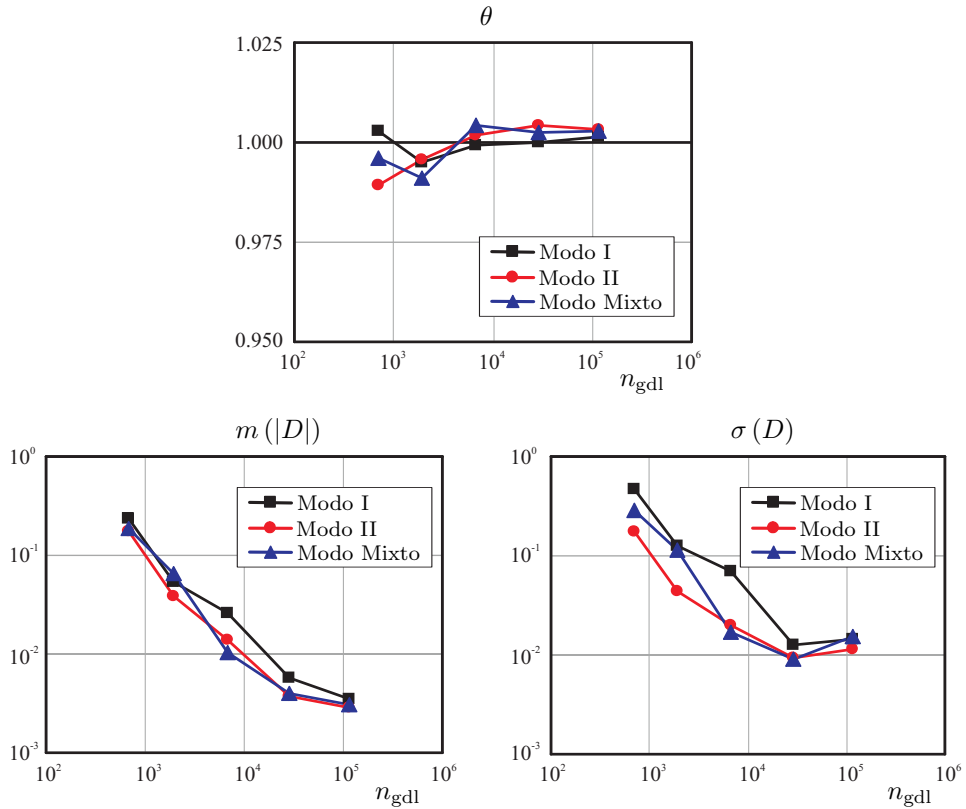 θ
1.025
1.000
0.975
0.950
Modo I
Modo II
Modo Mixto
10² 10³ 10⁴ 10⁵ 10⁶
n_gdl
m (|D|)
10⁰
10⁻¹
10⁻²
10⁻³
Modo I
Modo II
Modo Mixto
10² 10³ 10⁴ 10⁵ 10⁶
n_gdl
σ (D)
10⁰
10⁻¹
10⁻²
10⁻³
Modo I
Modo II
Modo Mixto
10² 10³ 10⁴ 10⁵ 10⁶
n_gdl